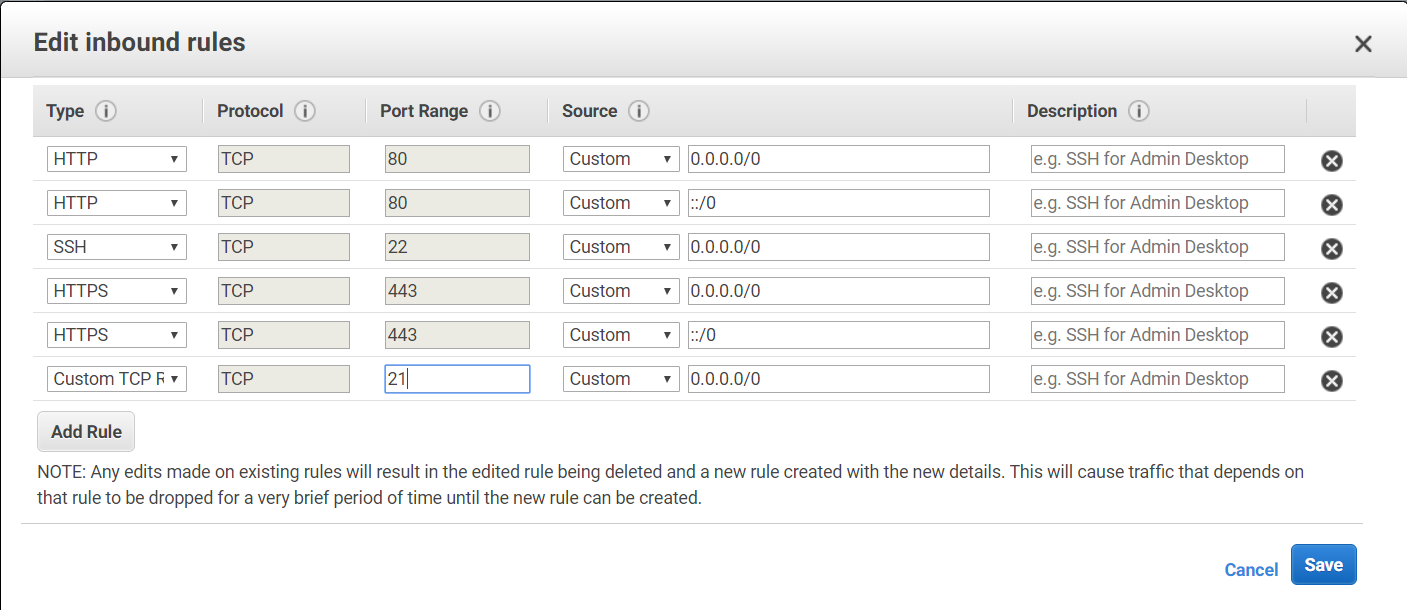 Edit inbound rules
Type Protocol Port Range Source Description
HTTP TCP 80 Custom 0.0.0.0/0 e.g. SSH for Admin Desktop
HTTP TCP 80 Custom ::/0 e.g. SSH for Admin Desktop
SSH TCP 22 Custom 0.0.0.0/0 e.g. SSH for Admin Desktop
HTTPS TCP 443 Custom 0.0.0.0/0 e.g. SSH for Admin Desktop
HTTPS TCP 443 Custom ::/0 e.g. SSH for Admin Desktop
Custom TCP R TCP 21 Custom 0.0.0.0/0 e.g. SSH for Admin Desktop
Add Rule
NOTE: Any edits made on existing rules will result in the edited rule being deleted and a new rule created with the new details. This will cause traffic that depends on
that rule to be dropped for a very brief period of time until the new rule can be created.
Cancel Save